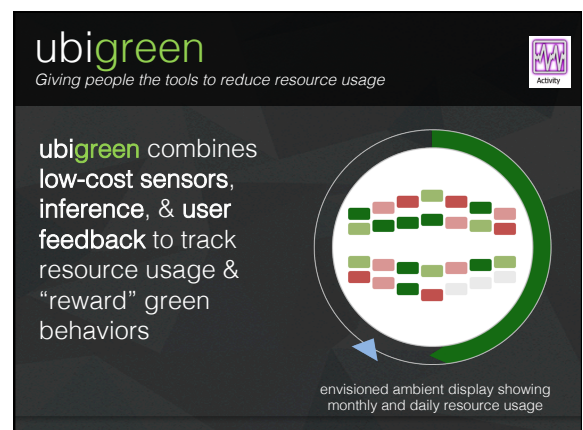 ubigreen
Giving people the tools to reduce resource usage
Activity
ubigreen combines
low-cost sensors,
inference, & user
feedback to track
resource usage &
“reward” green
behaviors
envisioned ambient display showing
monthly and daily resource usage